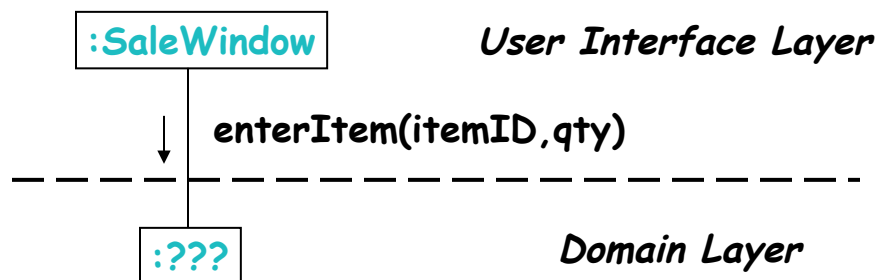 :SaleWindow User Interface Layer
enterItem(itemID,qty)
:??? Domain Layer